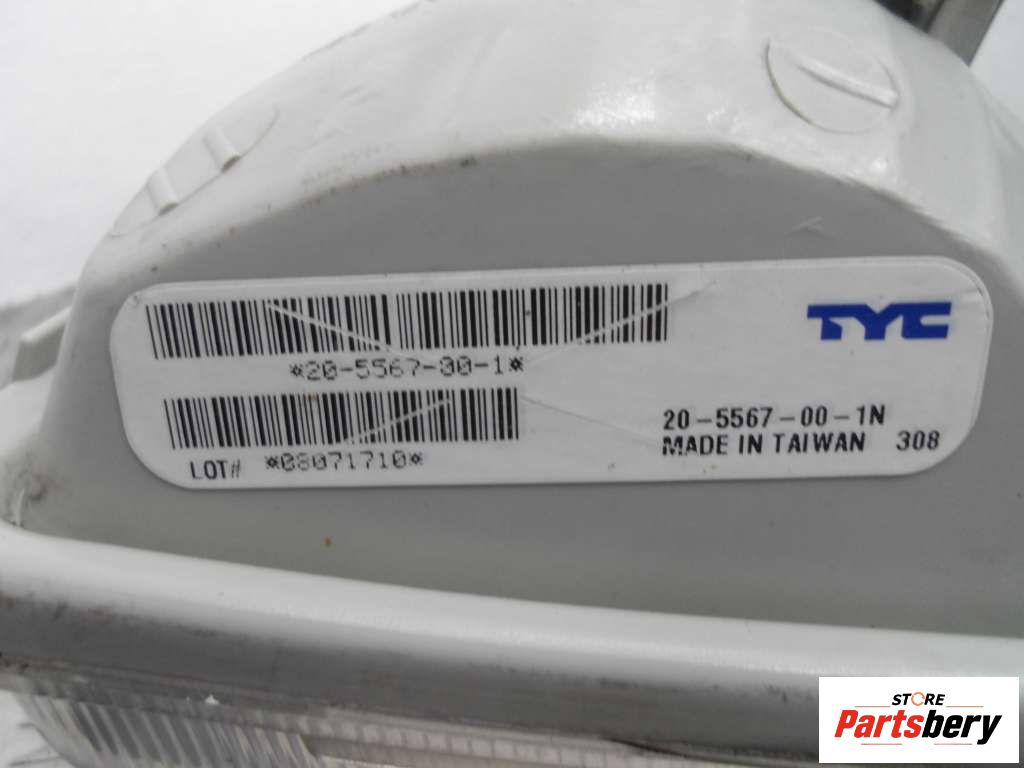 TYC
*20-5567-00-1*
20-5567-00-1N
MADE IN TAIWAN 308
LOT# *08071710*
STORE
Partsbery